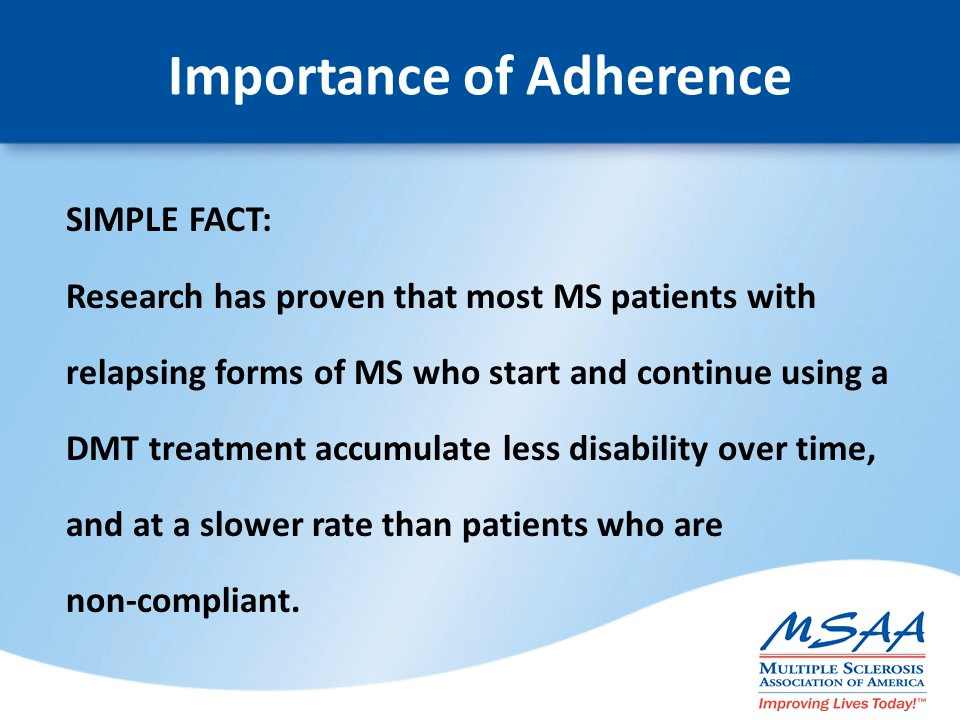 Importance of Adherence
SIMPLE FACT:
Research has proven that most MS patients with
relapsing forms of MS who start and continue using a
DMT treatment accumulate less disability over time,
and at a slower rate than patients who are
non-compliant.
MSAA
MULTIPLE SCLEROSIS
ASSOCIATION OF AMERICA
Improving Lives Today!™